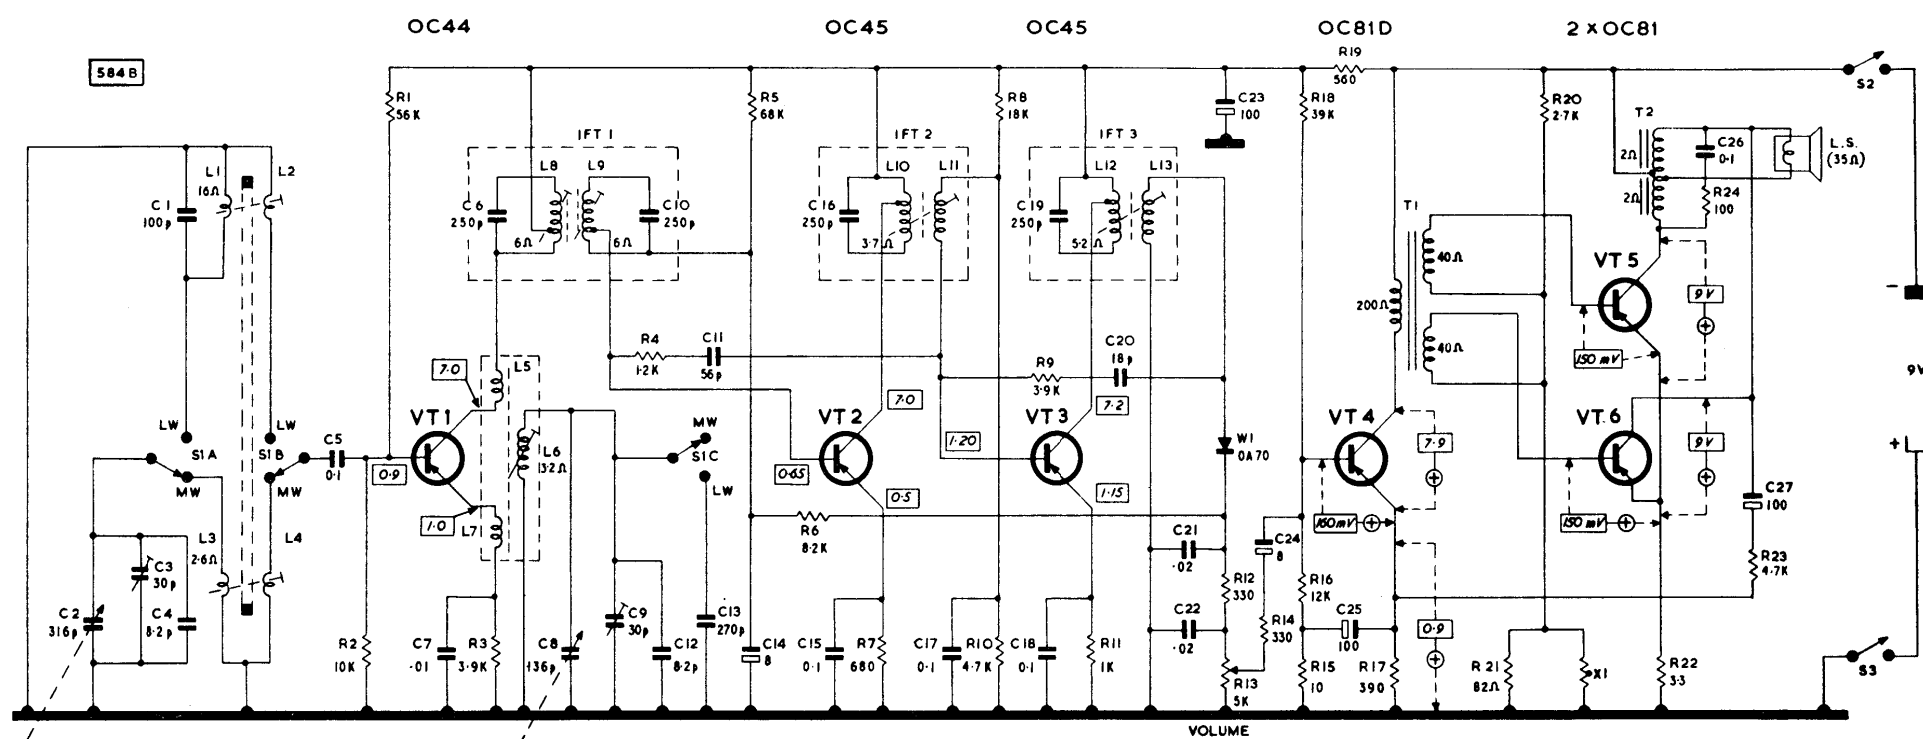 OC44 OC45 OC45 OC81D 2 x OC81
584B
R1
56K
R5
68K
R8
18K
C23
100
R18
39K
R19
560
R20
2.7K
T2
S2
IFT 1
IFT 2
IFT 3
2Ω
2Ω
C26
0.1
R24
100
L.S.
(35Ω)
L1
16Ω
L2
C1
100p
L8
L9
C6
250p
6Ω
6Ω
C10
250p
L10
L11
C16
250p
3.7Ω
L12
L13
C19
250p
5.2Ω
T1
200Ω
40Ω
40Ω
VT5
9V
150mV
-
9V
+
R4
1.2K
C11
56p
R9
3.9K
C20
18p
7.0
L5
VT1
L6
3.2Ω
MW
S1C
LW
VT2
7.0
0.65
0.5
1.20
VT3
7.2
1.15
W1
0A70
VT4
7.9
160mV
VT6
9V
150mV
C27
100
R23
4.7K
LW
S1A
MW
LW
S1B
MW
C5
0.1
0.9
1.0
L7
R6
8.2K
C21
.02
C24
8
L3
2.6Ω
L4
C3
30p
C2
316p
C4
8.2p
R2
10K
C7
.01
R3
3.9K
C8
136p
C9
30p
C12
8.2p
C13
270p
C14
8
C15
0.1
R7
680
C17
0.1
R10
4.7K
C18
0.1
R11
1K
C22
.02
R12
330
R14
330
R13
5K
R16
12K
C25
100
R15
10
R17
390
0.9
R21
82Ω
X1
R22
3.3
S3
VOLUME